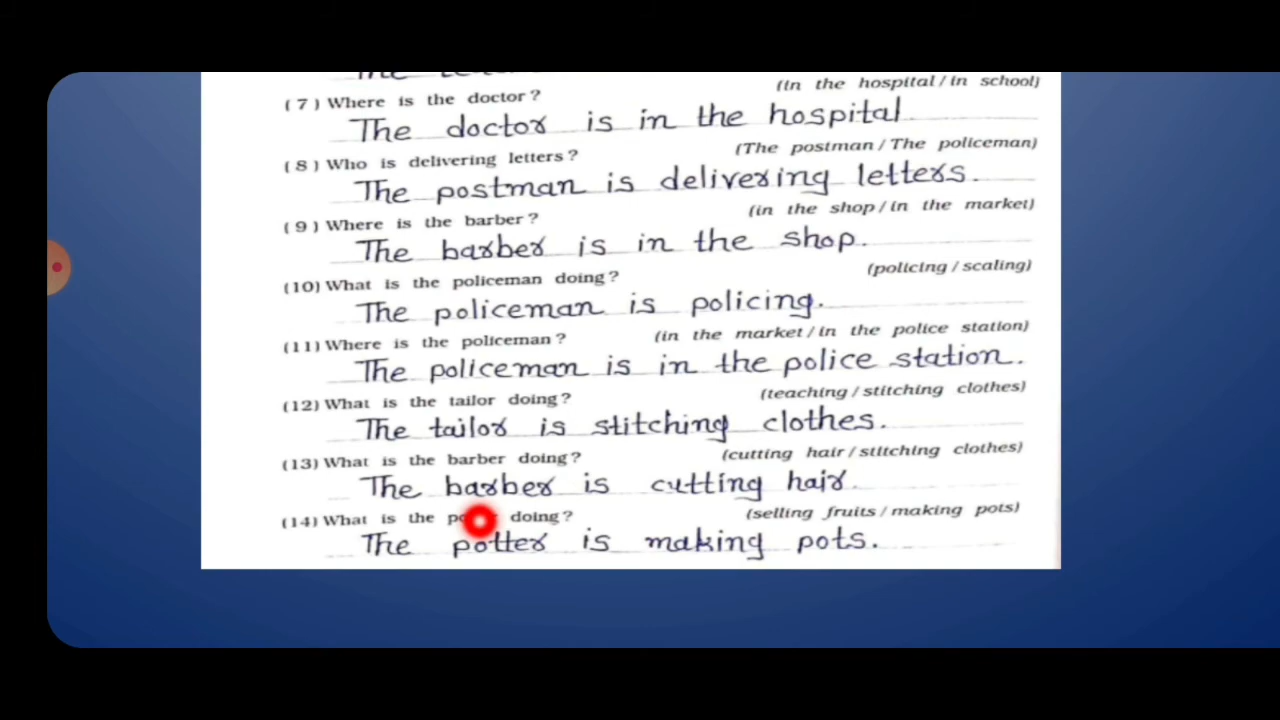 The
(in the hospital / in school)
(7) Where is the doctor?
The doctor is in the hospital
(The postman / The policeman)
(8) Who is delivering letters?
The postman is delivering letters.
(in the shop / in the market)
(9) Where is the barber?
The barber is in the shop.
(policing / scaling)
(10) What is the policeman doing?
The policeman is policing.
(11) Where is the policeman? (in the market / in the police station)
The policeman is in the police station.
(12) What is the tailor doing? (teaching / stitching clothes)
The tailor is stitching clothes.
(13) What is the barber doing? (cutting hair / stitching clothes)
The barber is cutting hair.
(14) What is the doing? (selling fruits / making pots)
The potter is making pots.